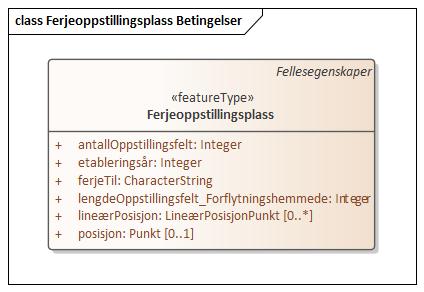 class Ferjeoppstillingsplass Betingelser
Fellesegenskaper
«featureType»
Ferjeoppstillingsplass
+ antallOppstillingsfelt: Integer
+ etableringsår: Integer
+ ferjeTil: CharacterString
+ lengdeOppstillingsfelt_Forflytningshemmede: Integer
+ lineærPosisjon: LineærPosisjonPunkt [0..*]
+ posisjon: Punkt [0..1]